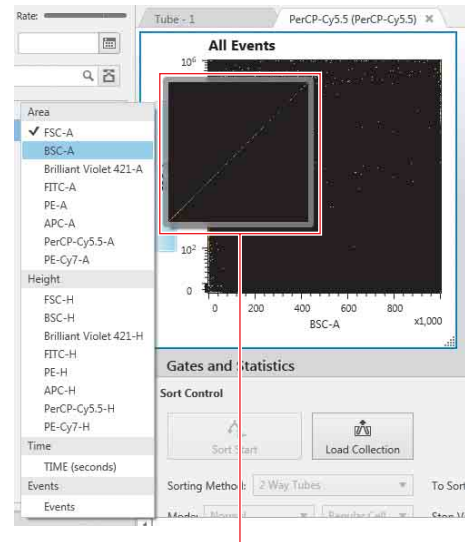 Rate:
Tube - 1
PerCP-Cy5.5 (PerCP-Cy5.5)
All Events
10⁶
10²
0
0 200 400 600 800
BSC-A
x1,000
Area
FSC-A
BSC-A
Brilliant Violet 421-A
FITC-A
PE-A
APC-A
PerCP-Cy5.5-A
PE-Cy7-A
Height
FSC-H
BSC-H
Brilliant Violet 421-H
FITC-H
PE-H
APC-H
PerCP-Cy5.5-H
PE-Cy7-H
Time
TIME (seconds)
Events
Events
Gates and Statistics
Sort Control
Sort Start
Load Collection
Sorting Method: 2 Way Tubes
To Sort
Mode: Normal Regular Cell